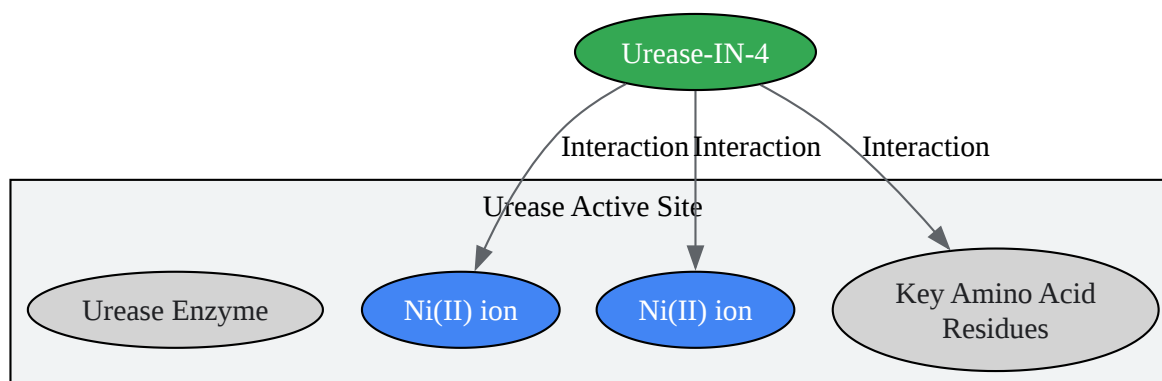 Urease-IN-4
Interaction
Interaction
Interaction
Urease Active Site
Urease Enzyme
Ni(II) ion
Ni(II) ion
Key Amino Acid
Residues